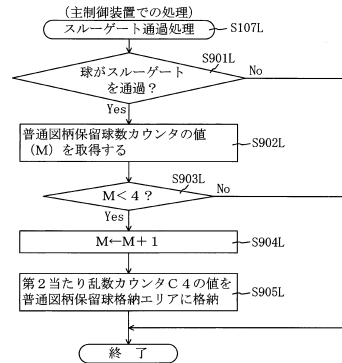 (主制御装置での処理)
スルーゲート通過処理
S107L
S901L
球がスルーゲート
を通過？
No
Yes
普通図柄保留球数カウンタの値
(M)を取得する
S902L
S903L
M<4？
No
Yes
M←M+1
S904L
第2当たり乱数カウンタC4の値を
普通図柄保留球格納エリアに格納
S905L
終 了